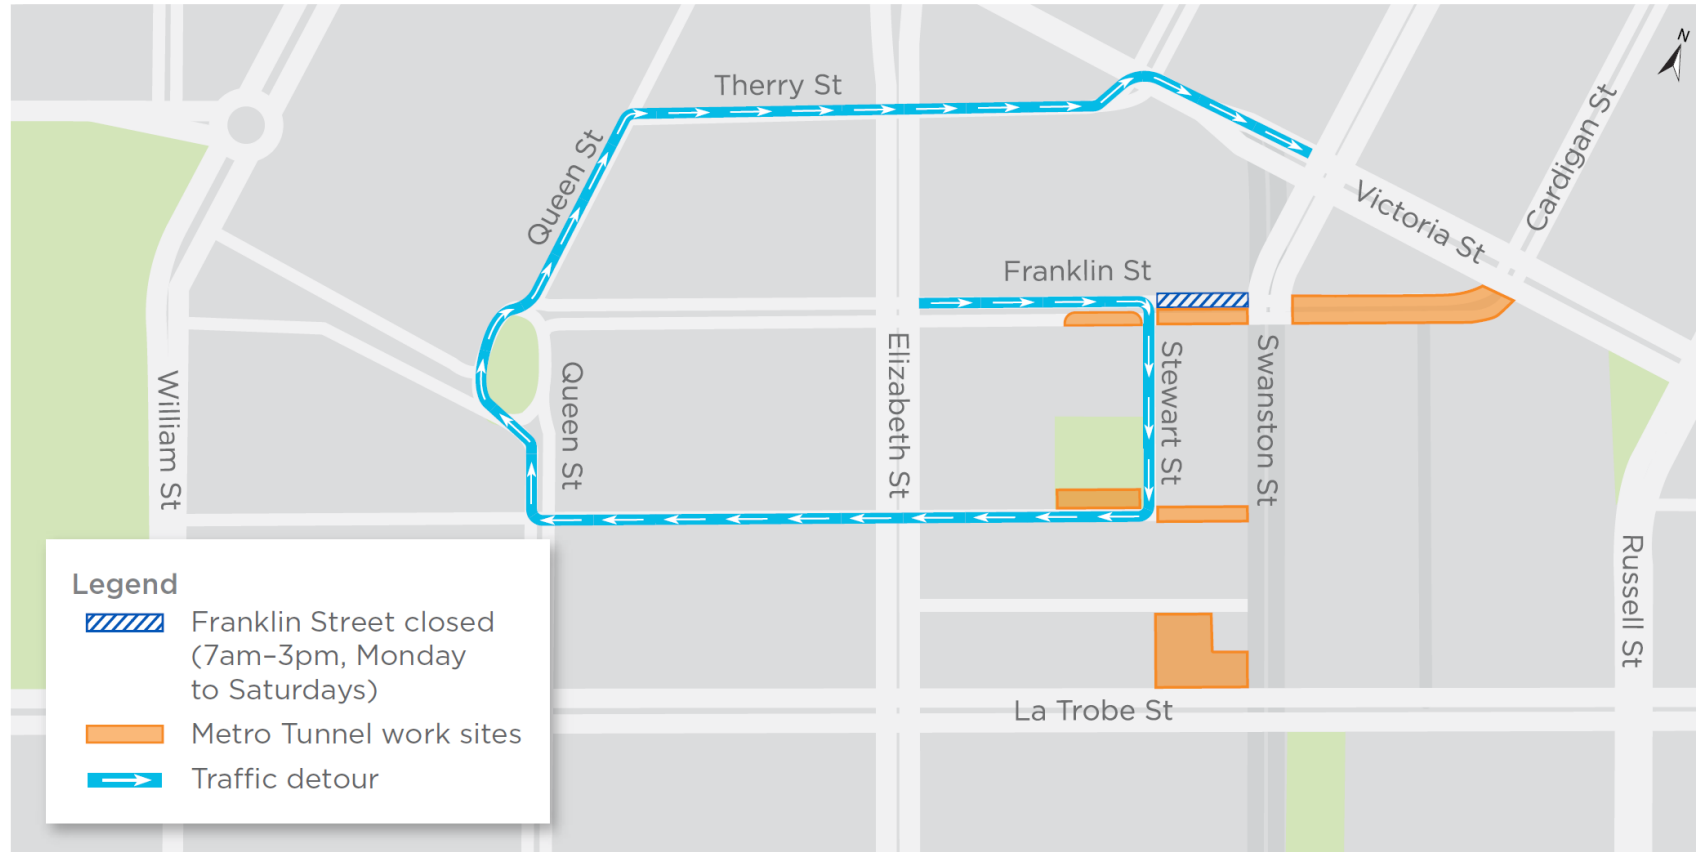 N
Therry St
Cardigan St
Queen St
Victoria St
Franklin St
William St
Queen St
Elizabeth St
Stewart St
Swanston St
Russell St
La Trobe St
Legend
Franklin Street closed
(7am–3pm, Monday
to Saturdays)
Metro Tunnel work sites
Traffic detour